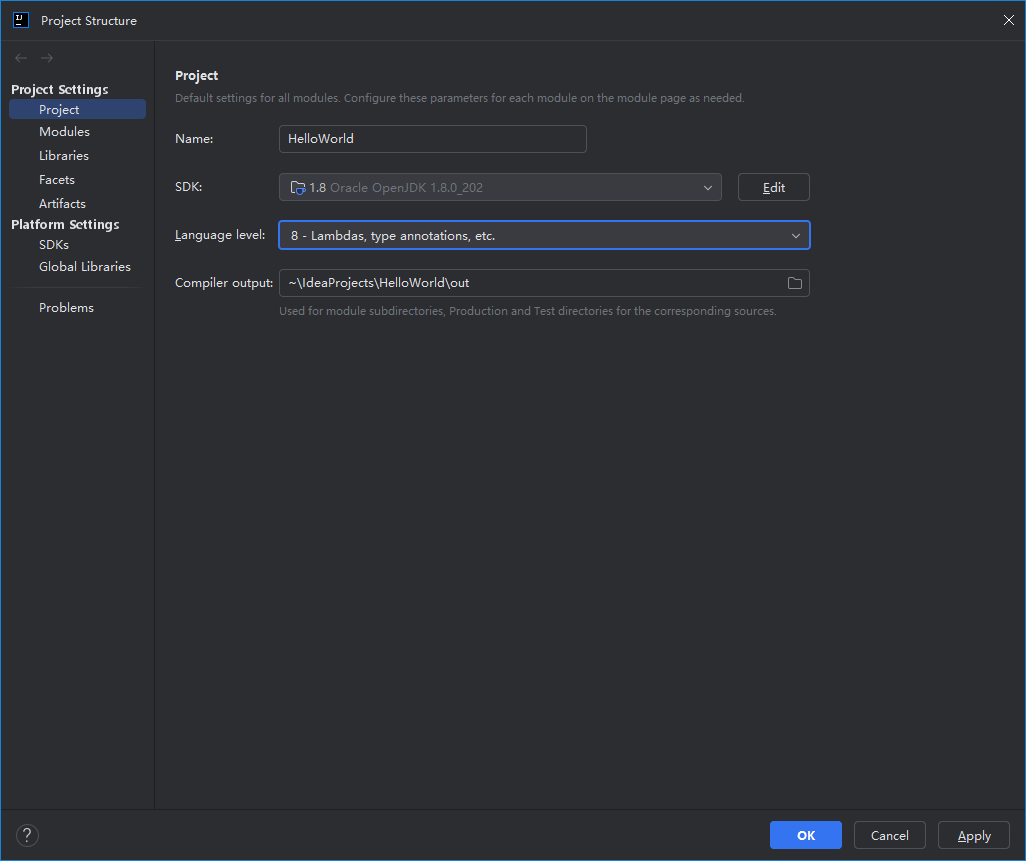 Project Structure
Project Settings
Project
Modules
Libraries
Facets
Artifacts
Platform Settings
SDKs
Global Libraries
Problems
Project
Default settings for all modules. Configure these parameters for each module on the module page as needed.
Name: HelloWorld
SDK: 1.8 Oracle OpenJDK 1.8.0_202 Edit
Language level: 8 - Lambdas, type annotations, etc.
Compiler output: ~\IdeaProjects\HelloWorld\out
Used for module subdirectories, Production and Test directories for the corresponding sources.
? OK Cancel Apply